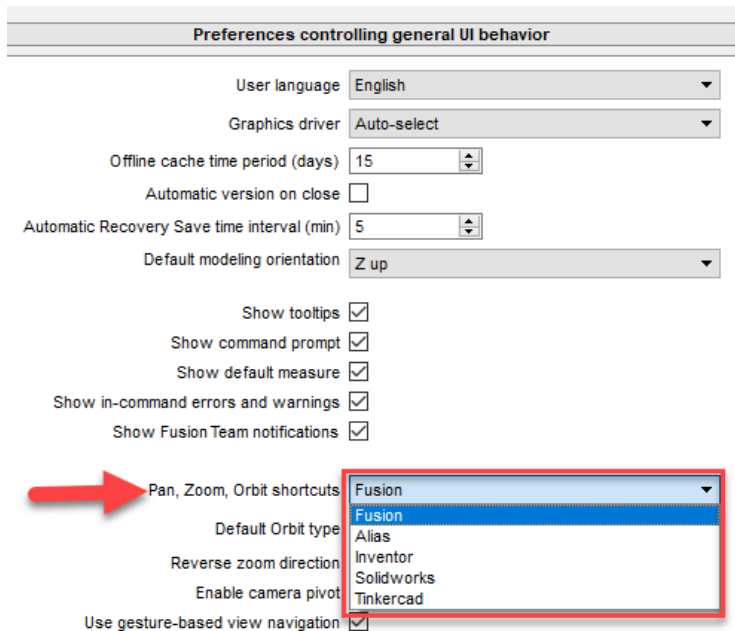 Preferences controlling general UI behavior
User language English
Graphics driver Auto-select
Offline cache time period (days) 15
Automatic version on close
Automatic Recovery Save time interval (min) 5
Default modeling orientation Z up
Show tooltips
Show command prompt
Show default measure
Show in-command errors and warnings
Show Fusion Team notifications
Pan, Zoom, Orbit shortcuts Fusion
Fusion
Default Orbit type
Alias
Reverse zoom direction
Inventor
Solidworks
Enable camera pivot
Tinkercad
Use gesture-based view navigation